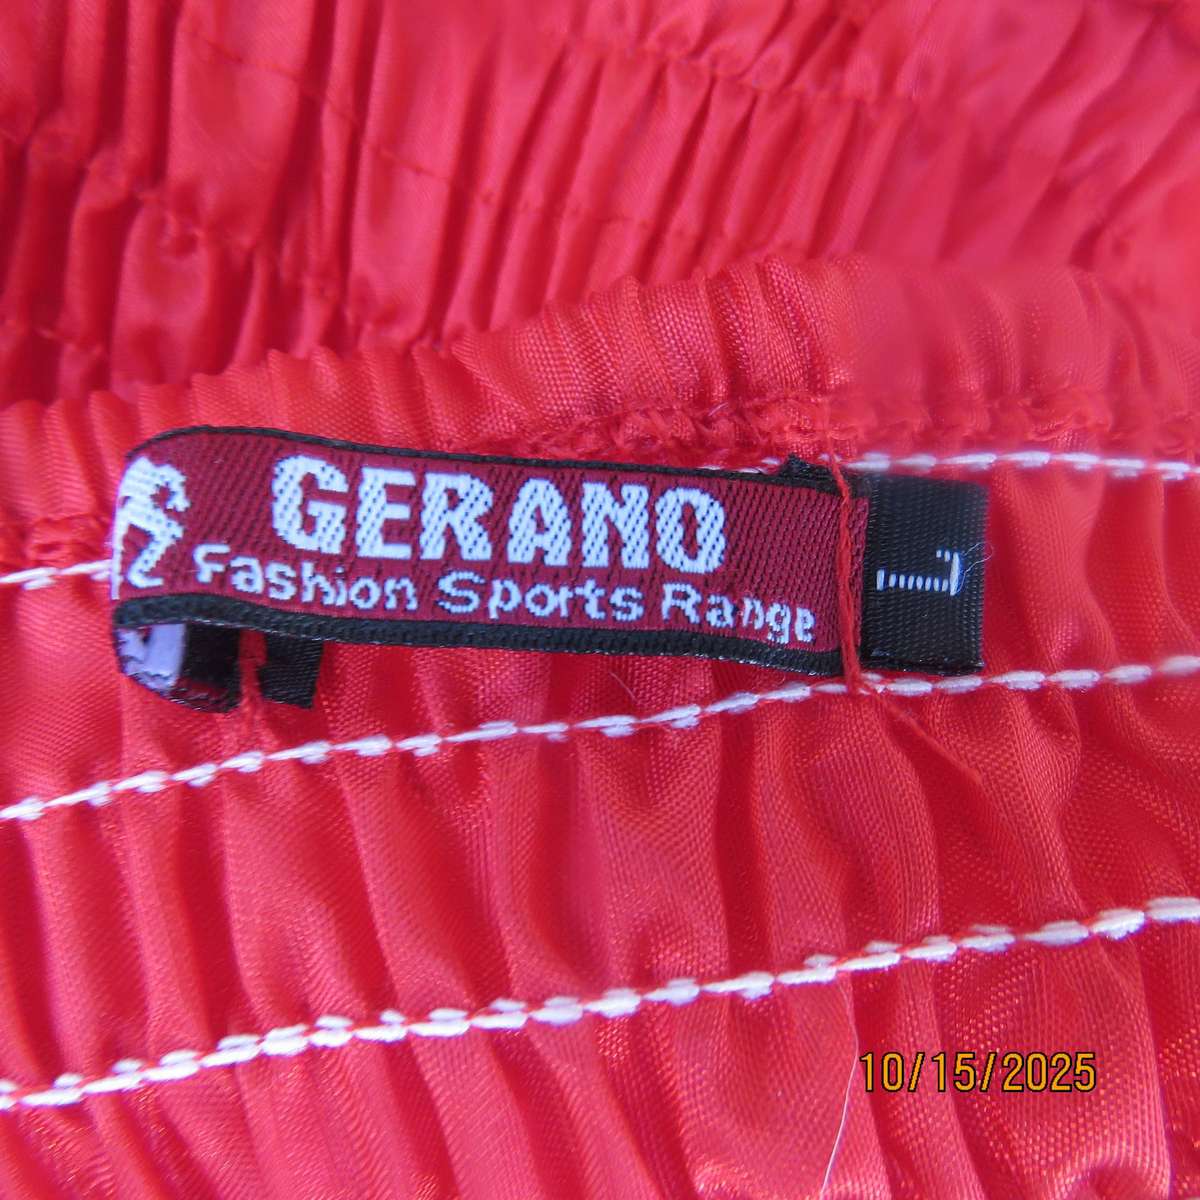 GERANO
Fashion Sports Range
L
10/15/2025